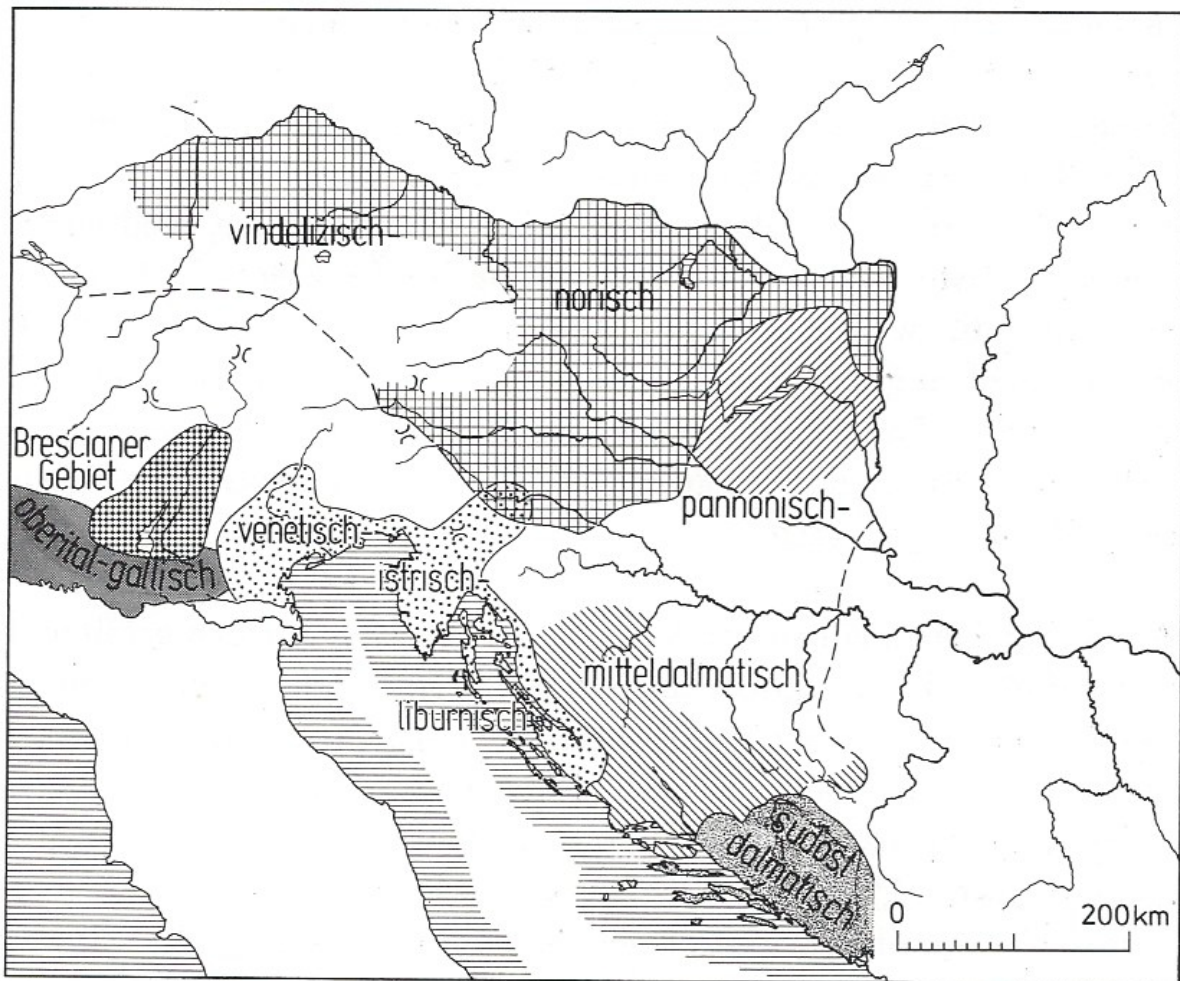 vindelizisch-
norisch
Brescianer
Gebiet
pannonisch-
oberital.-gallisch
venetisch
istrisch-
mitteldalmatisch
liburnisch
südost
dalmatisch
0 200 km